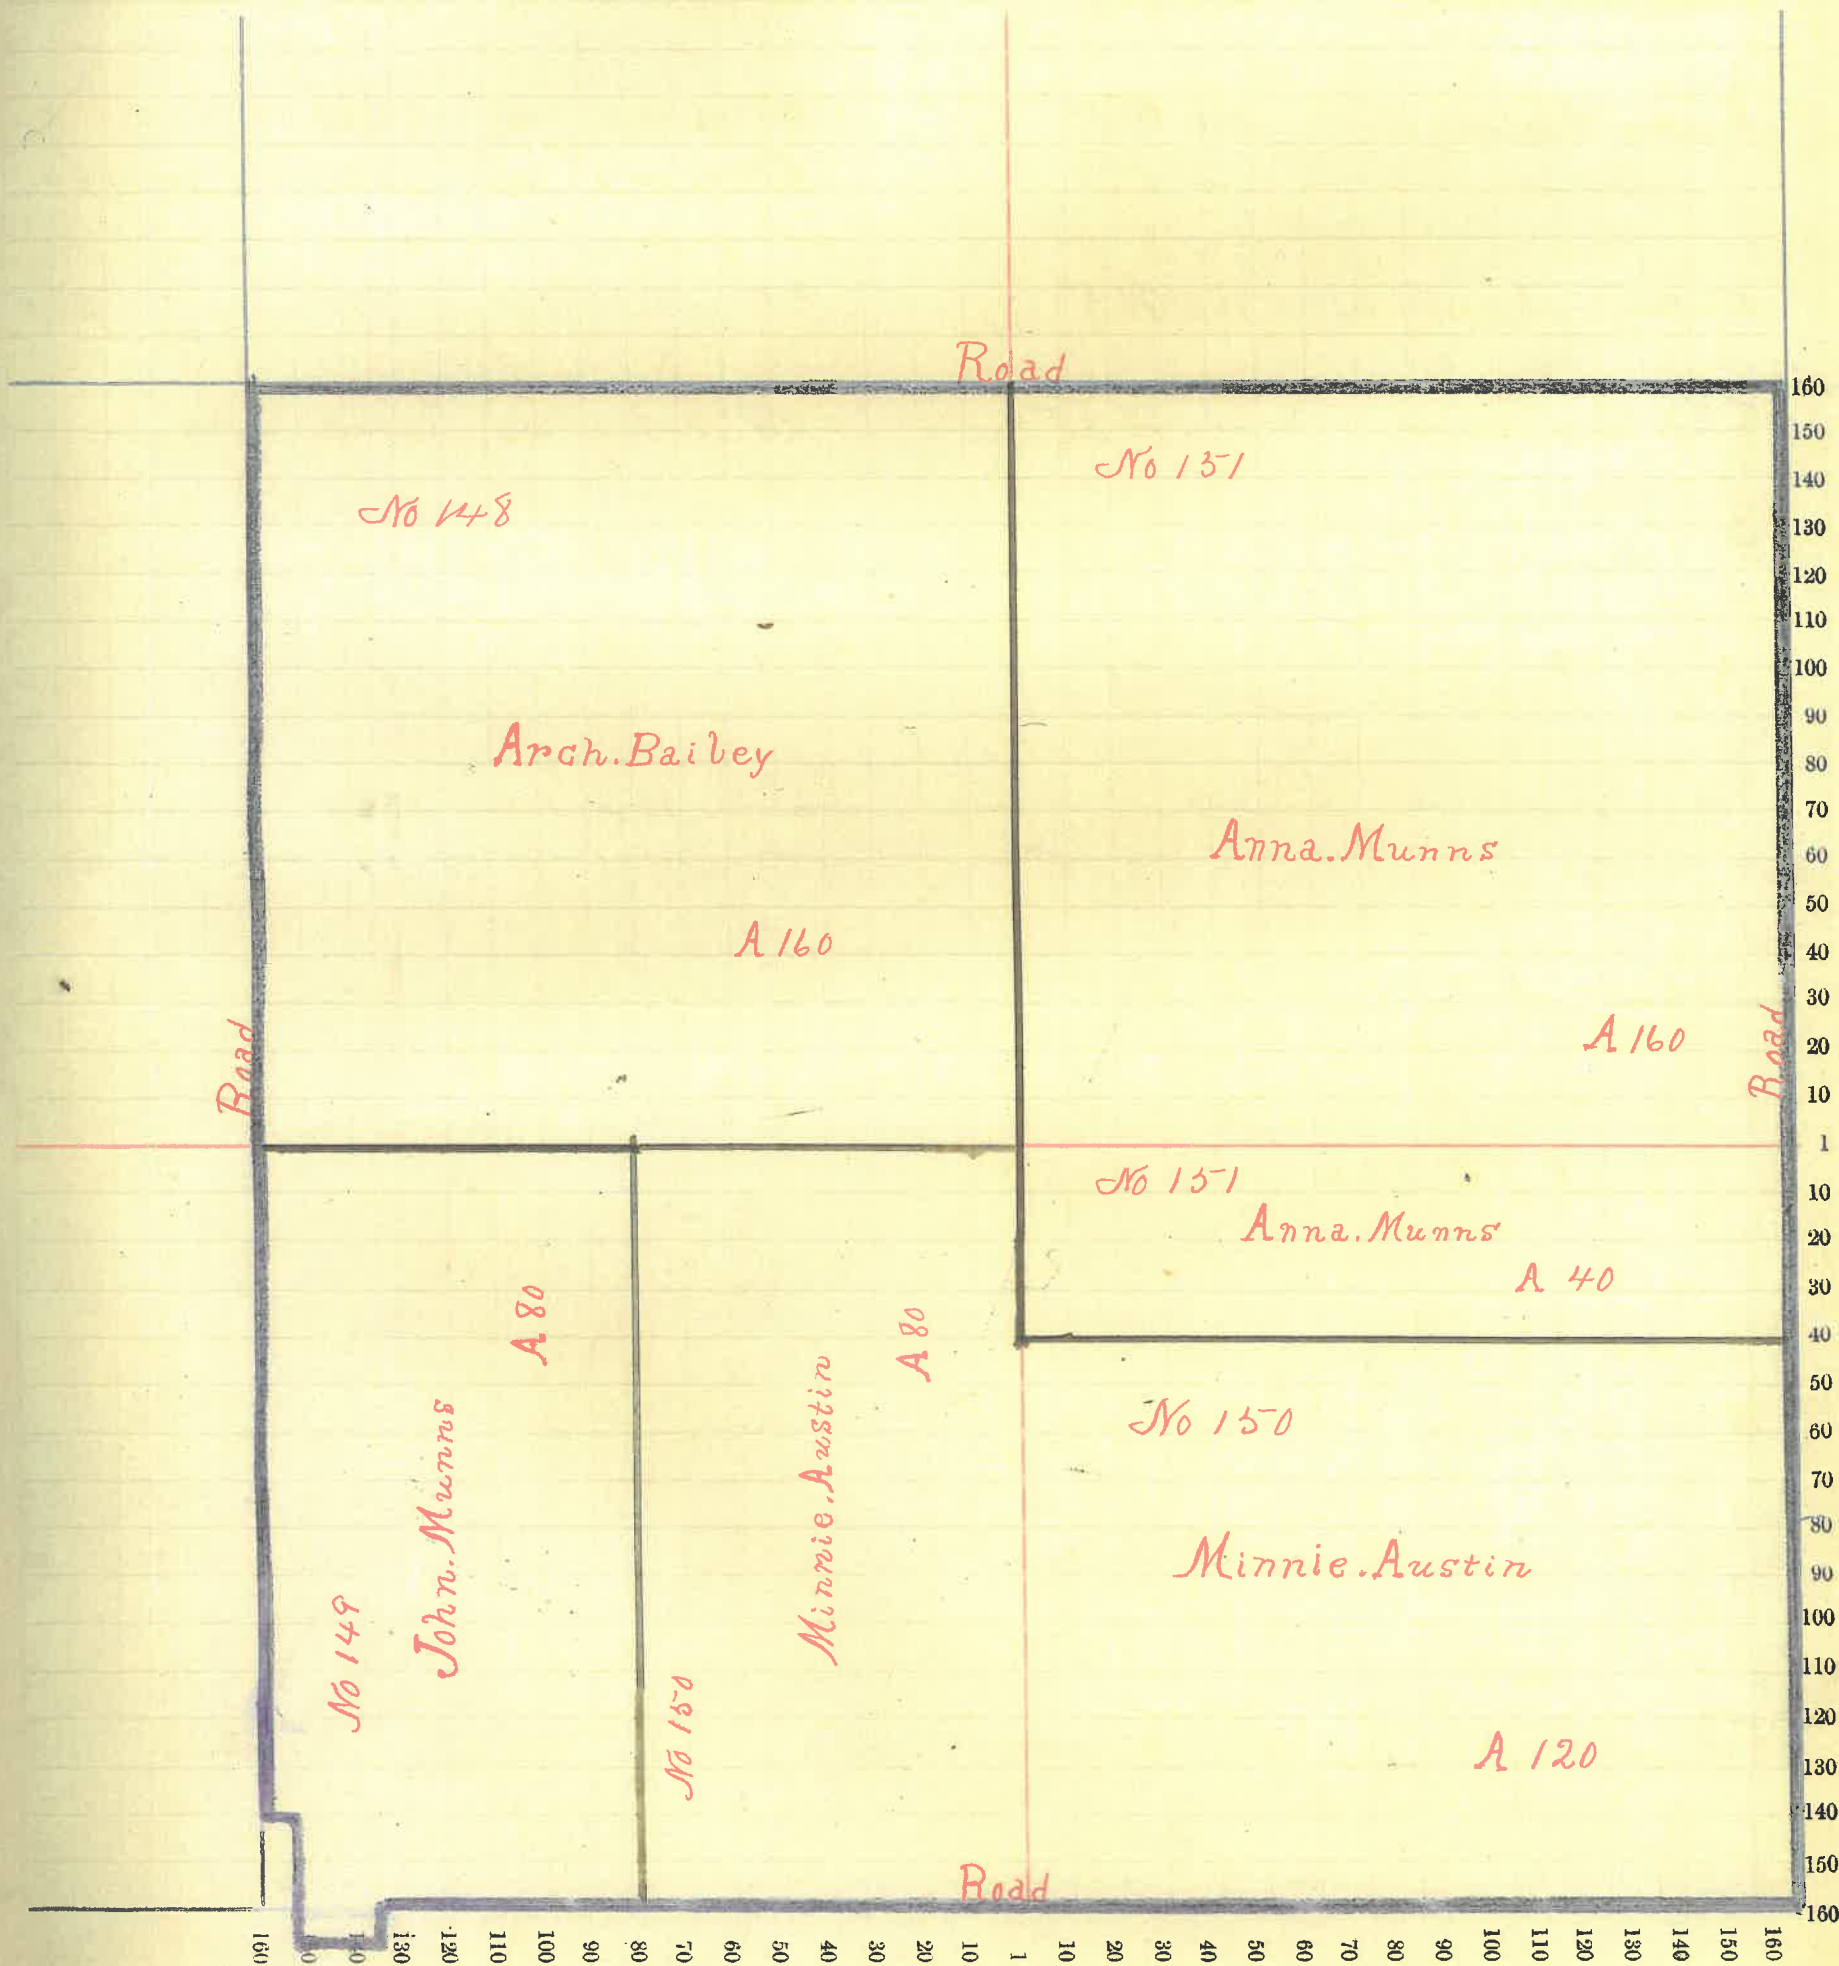 Road
No 148
Arch. Bailey
A 160
No 151
Anna. Munns
A 160
Road
Road
No 151
Anna. Munns
A 40
A 80
John. Munns
No 149
A 80
Minnie. Austin
No 150
No 150
Minnie. Austin
A 120
Road
160
150
140
130
120
110
100
90
80
70
60
50
40
30
20
10
1
10
20
30
40
50
60
70
80
90
100
110
120
130
140
150
160
160 130 120 110 100 90 80 70 60 50 40 30 20 10 1 10 20 30 40 50 60 70 80 90 100 110 120 130 140 150 160